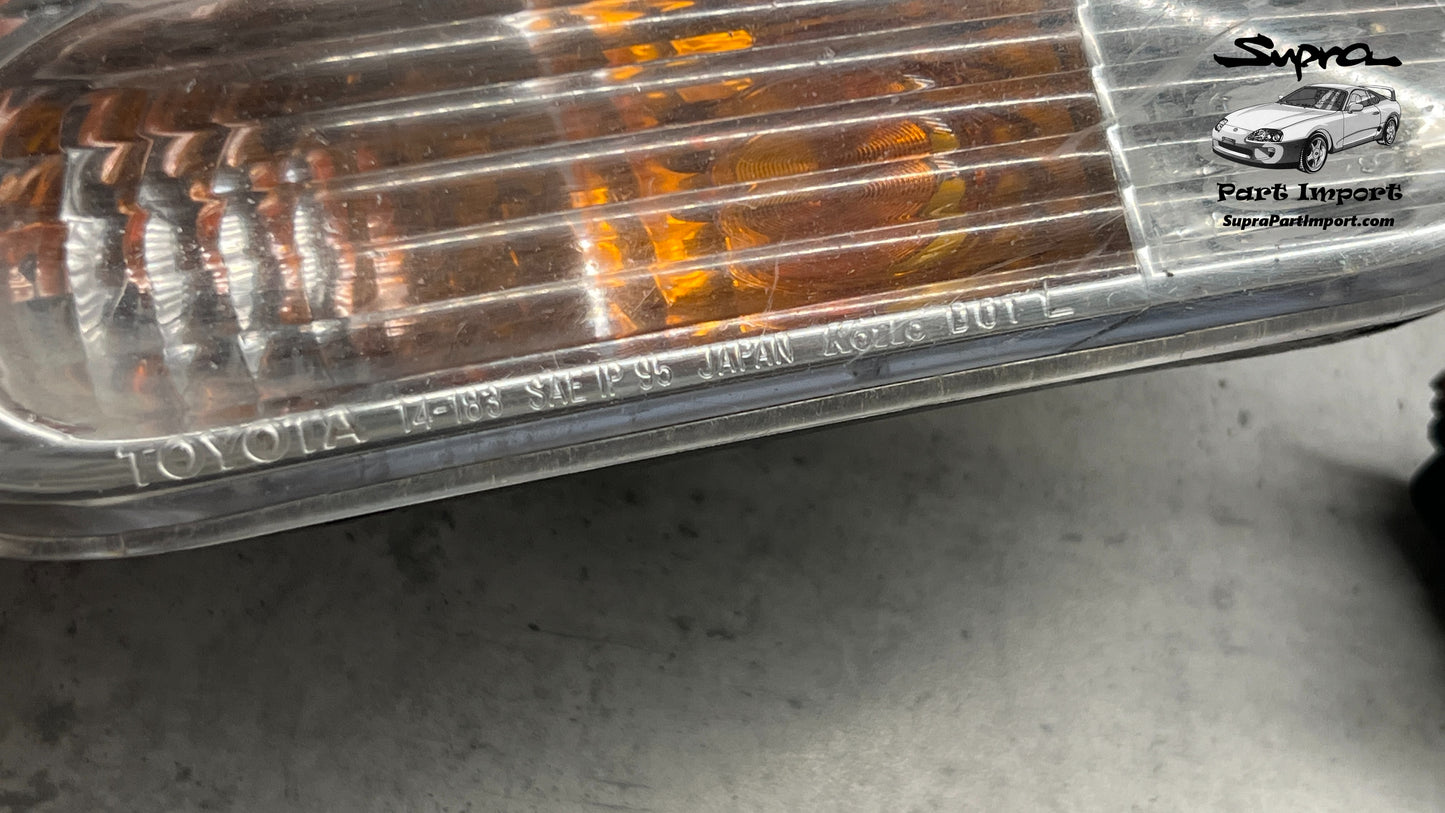 Supra
Part Import
SupraPartImport.com
TOYOTA 14-183 SAE IP 95 JAPAN Koito DOT L